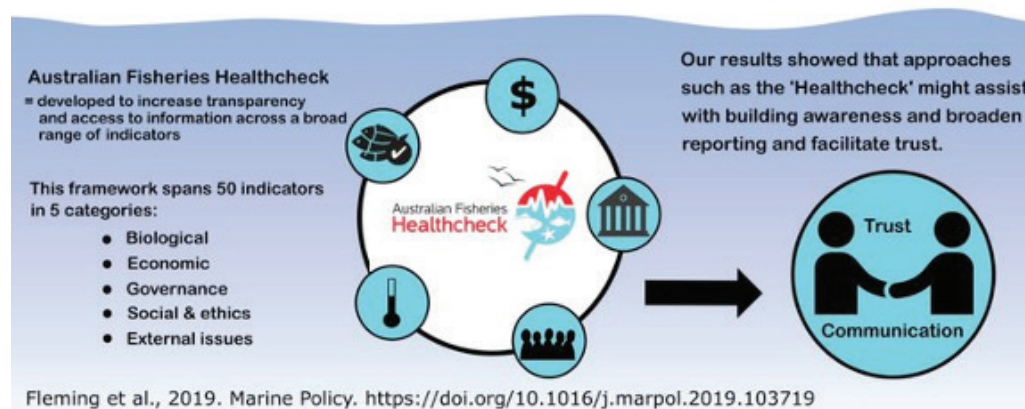 Australian Fisheries Healthcheck
= developed to increase transparency
and access to information across a broad
range of indicators
This framework spans 50 indicators
in 5 categories:
● Biological
● Economic
● Governance
● Social & ethics
● External issues
$
Australian Fisheries
Healthcheck
Our results showed that approaches
such as the 'Healthcheck' might assist
with building awareness and broaden
reporting and facilitate trust.
Trust
Communication
Fleming et al., 2019. Marine Policy. https://doi.org/10.1016/j.marpol.2019.103719